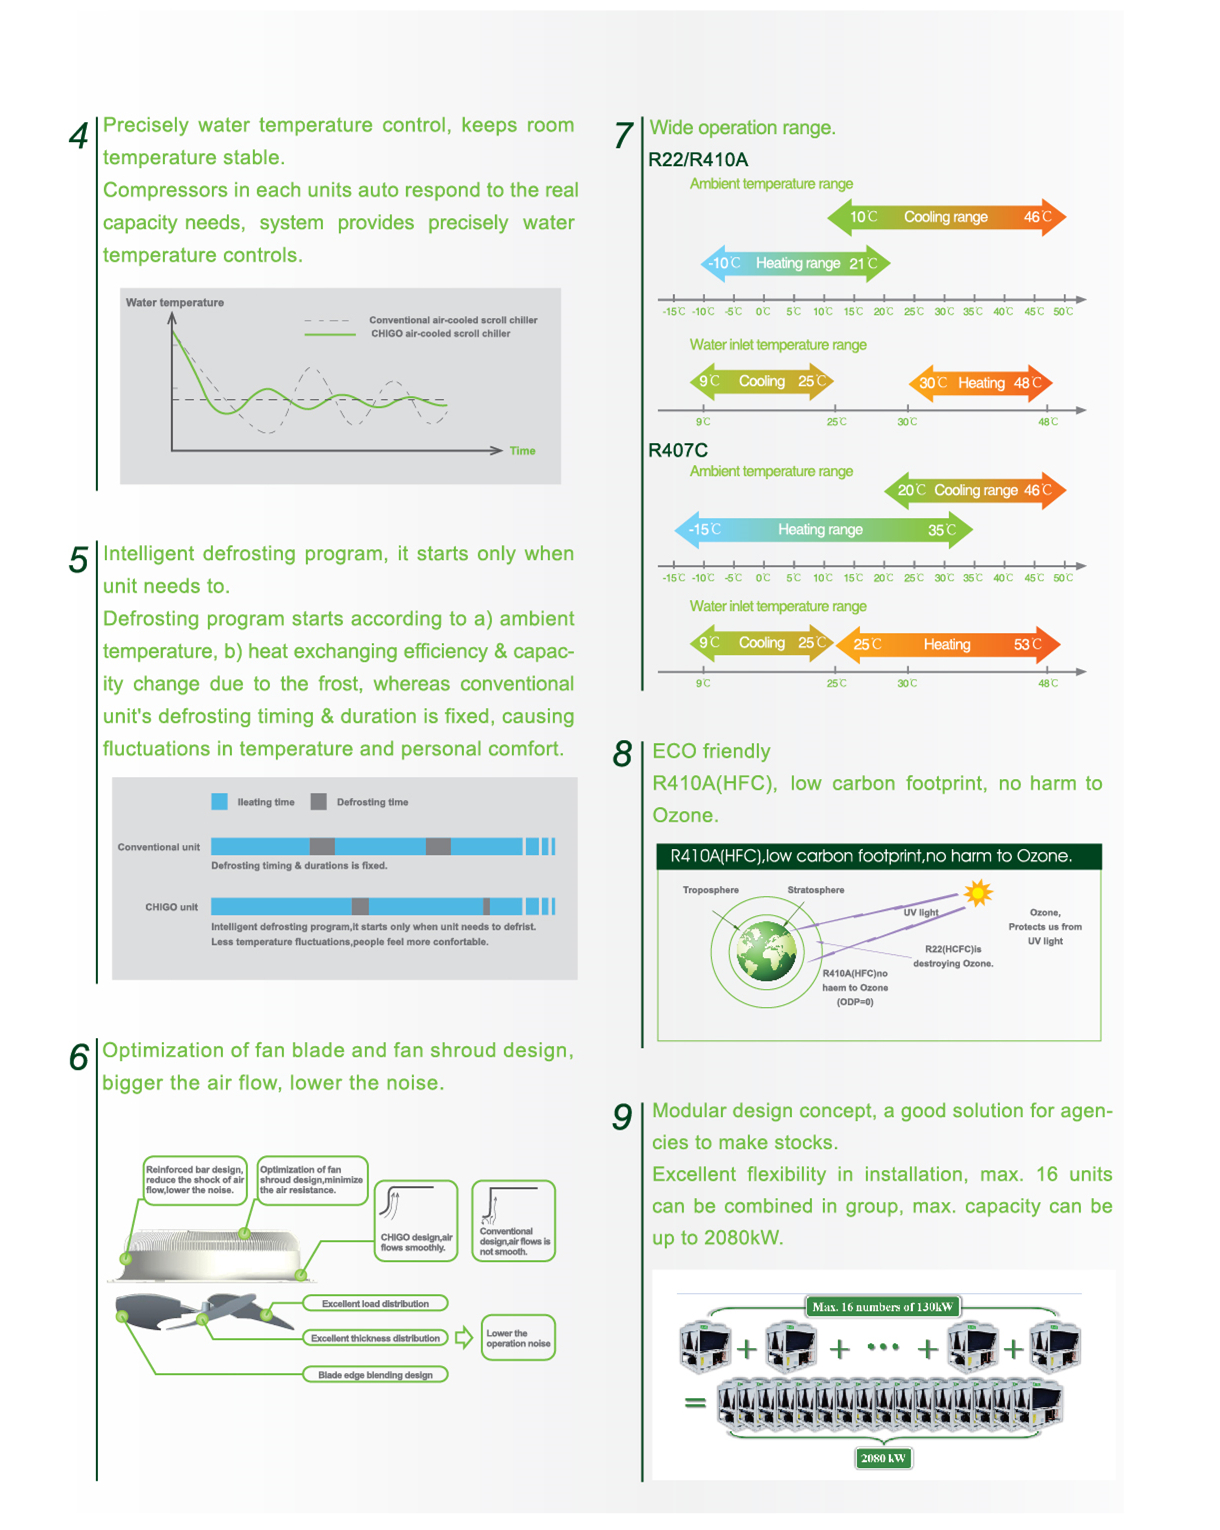 4
Precisely water temperature control, keeps room
temperature stable.
Compressors in each units auto respond to the real
capacity needs, system provides precisely water
temperature controls.
Water temperature
Conventional air-cooled scroll chiller
CHIGO air-cooled scroll chiller
Time
5
Intelligent defrosting program, it starts only when
unit needs to.
Defrosting program starts according to a) ambient
temperature, b) heat exchanging efficiency & capac-
ity change due to the frost, whereas conventional
unit's defrosting timing & duration is fixed, causing
fluctuations in temperature and personal comfort.
Ileating time Defrosting time
Conventional unit
Defrosting timing & durations is fixed.
CHIGO unit
Intelligent defrosting program,it starts only when unit needs to defrist.
Less temperature fluctuations,people feel more confortable.
6
Optimization of fan blade and fan shroud design,
bigger the air flow, lower the noise.
Reinforced bar design,
reduce the shock of air
flow,lower the noise.
Optimization of fan
shroud design,minimize
the air resistance.
CHIGO design,air
flows smoothly.
Conventional
design,air flows is
not smooth.
Excellent load distribution
Excellent thickness distribution
Blade edge blending design
Lower the
operation noise
7
Wide operation range.
R22/R410A
Ambient temperature range
10℃ Cooling range 46℃
-10℃ Heating range 21℃
-15℃ -10℃ -5℃ 0℃ 5℃ 10℃ 15℃ 20℃ 25℃ 30℃ 35℃ 40℃ 45℃ 50℃
Water inlet temperature range
9℃ Cooling 25℃ 30℃ Heating 48℃
9℃ 25℃ 30℃ 48℃
R407C
Ambient temperature range
20℃ Cooling range 46℃
-15℃ Heating range 35℃
-15℃ -10℃ -5℃ 0℃ 5℃ 10℃ 15℃ 20℃ 25℃ 30℃ 35℃ 40℃ 45℃ 50℃
Water inlet temperature range
9℃ Cooling 25℃ 25℃ Heating 53℃
9℃ 25℃ 30℃ 48℃
8
ECO friendly
R410A(HFC), low carbon footprint, no harm to
Ozone.
R410A(HFC),low carbon footprint,no harm to Ozone.
Troposphere Stratosphere
UV light
Ozone,
Protects us from
UV light
R22(HCFC)is
destroying Ozone.
R410A(HFC)no
haem to Ozone
(ODP=0)
9
Modular design concept, a good solution for agen-
cies to make stocks.
Excellent flexibility in installation, max. 16 units
can be combined in group, max. capacity can be
up to 2080kW.
Max. 16 numbers of 130kW
+ + ••• + +
=
2080 kW